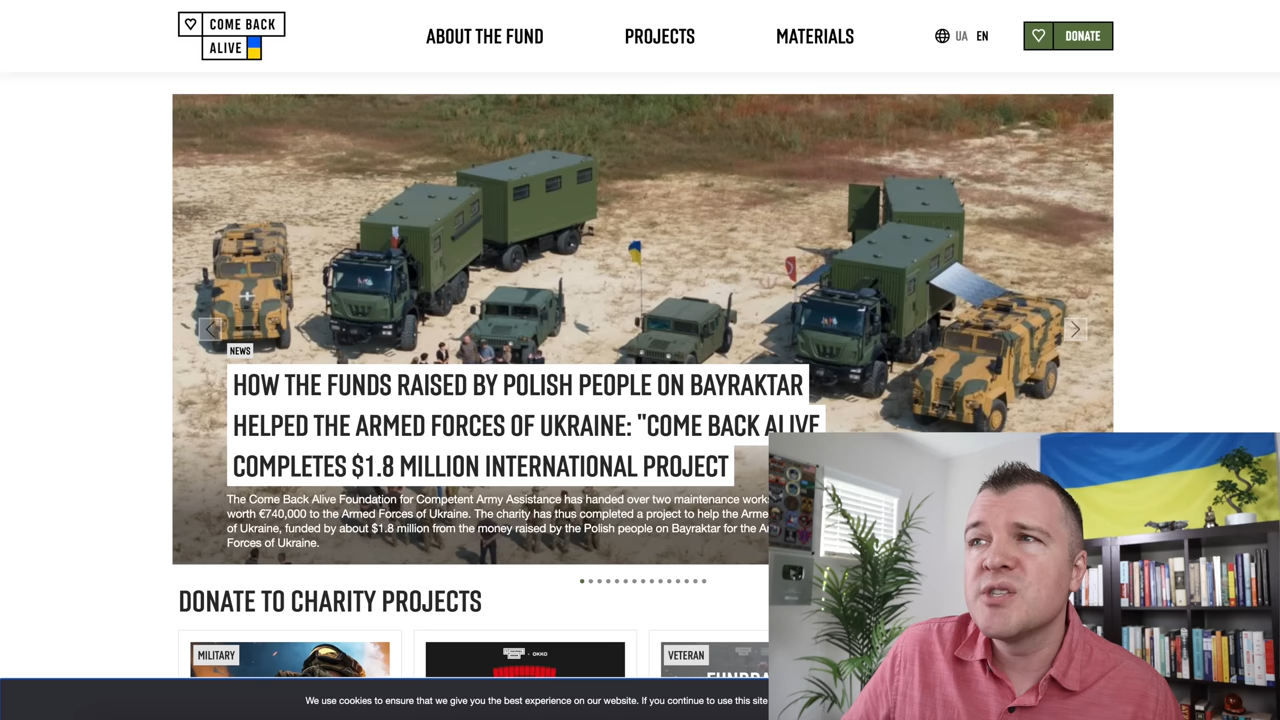 COME BACK
ALIVE
ABOUT THE FUND
PROJECTS
MATERIALS
UA EN
DONATE
NEWS
HOW THE FUNDS RAISED BY POLISH PEOPLE ON BAYRAKTAR
HELPED THE ARMED FORCES OF UKRAINE: "COME BACK ALIVE
COMPLETES $1.8 MILLION INTERNATIONAL PROJECT
The Come Back Alive Foundation for Competent Army Assistance has handed over two maintenance works
worth €740,000 to the Armed Forces of Ukraine. The charity has thus completed a project to help the Arme
of Ukraine, funded by about $1.8 million from the money raised by the Polish people on Bayraktar for the A
Forces of Ukraine.
DONATE TO CHARITY PROJECTS
MILITARY
OKKO
VETERAN
We use cookies to ensure that we give you the best experience on our website. If you continue to use this site